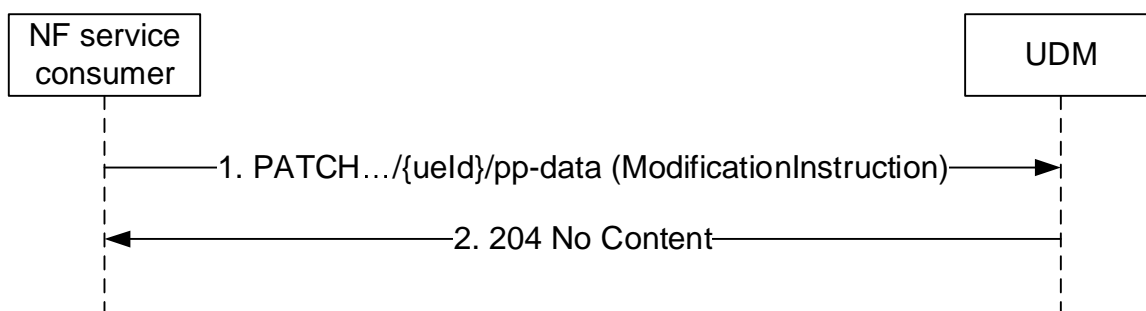 NF service
consumer
UDM
1. PATCH…/{ueId}/pp-data (ModificationInstruction)
2. 204 No Content